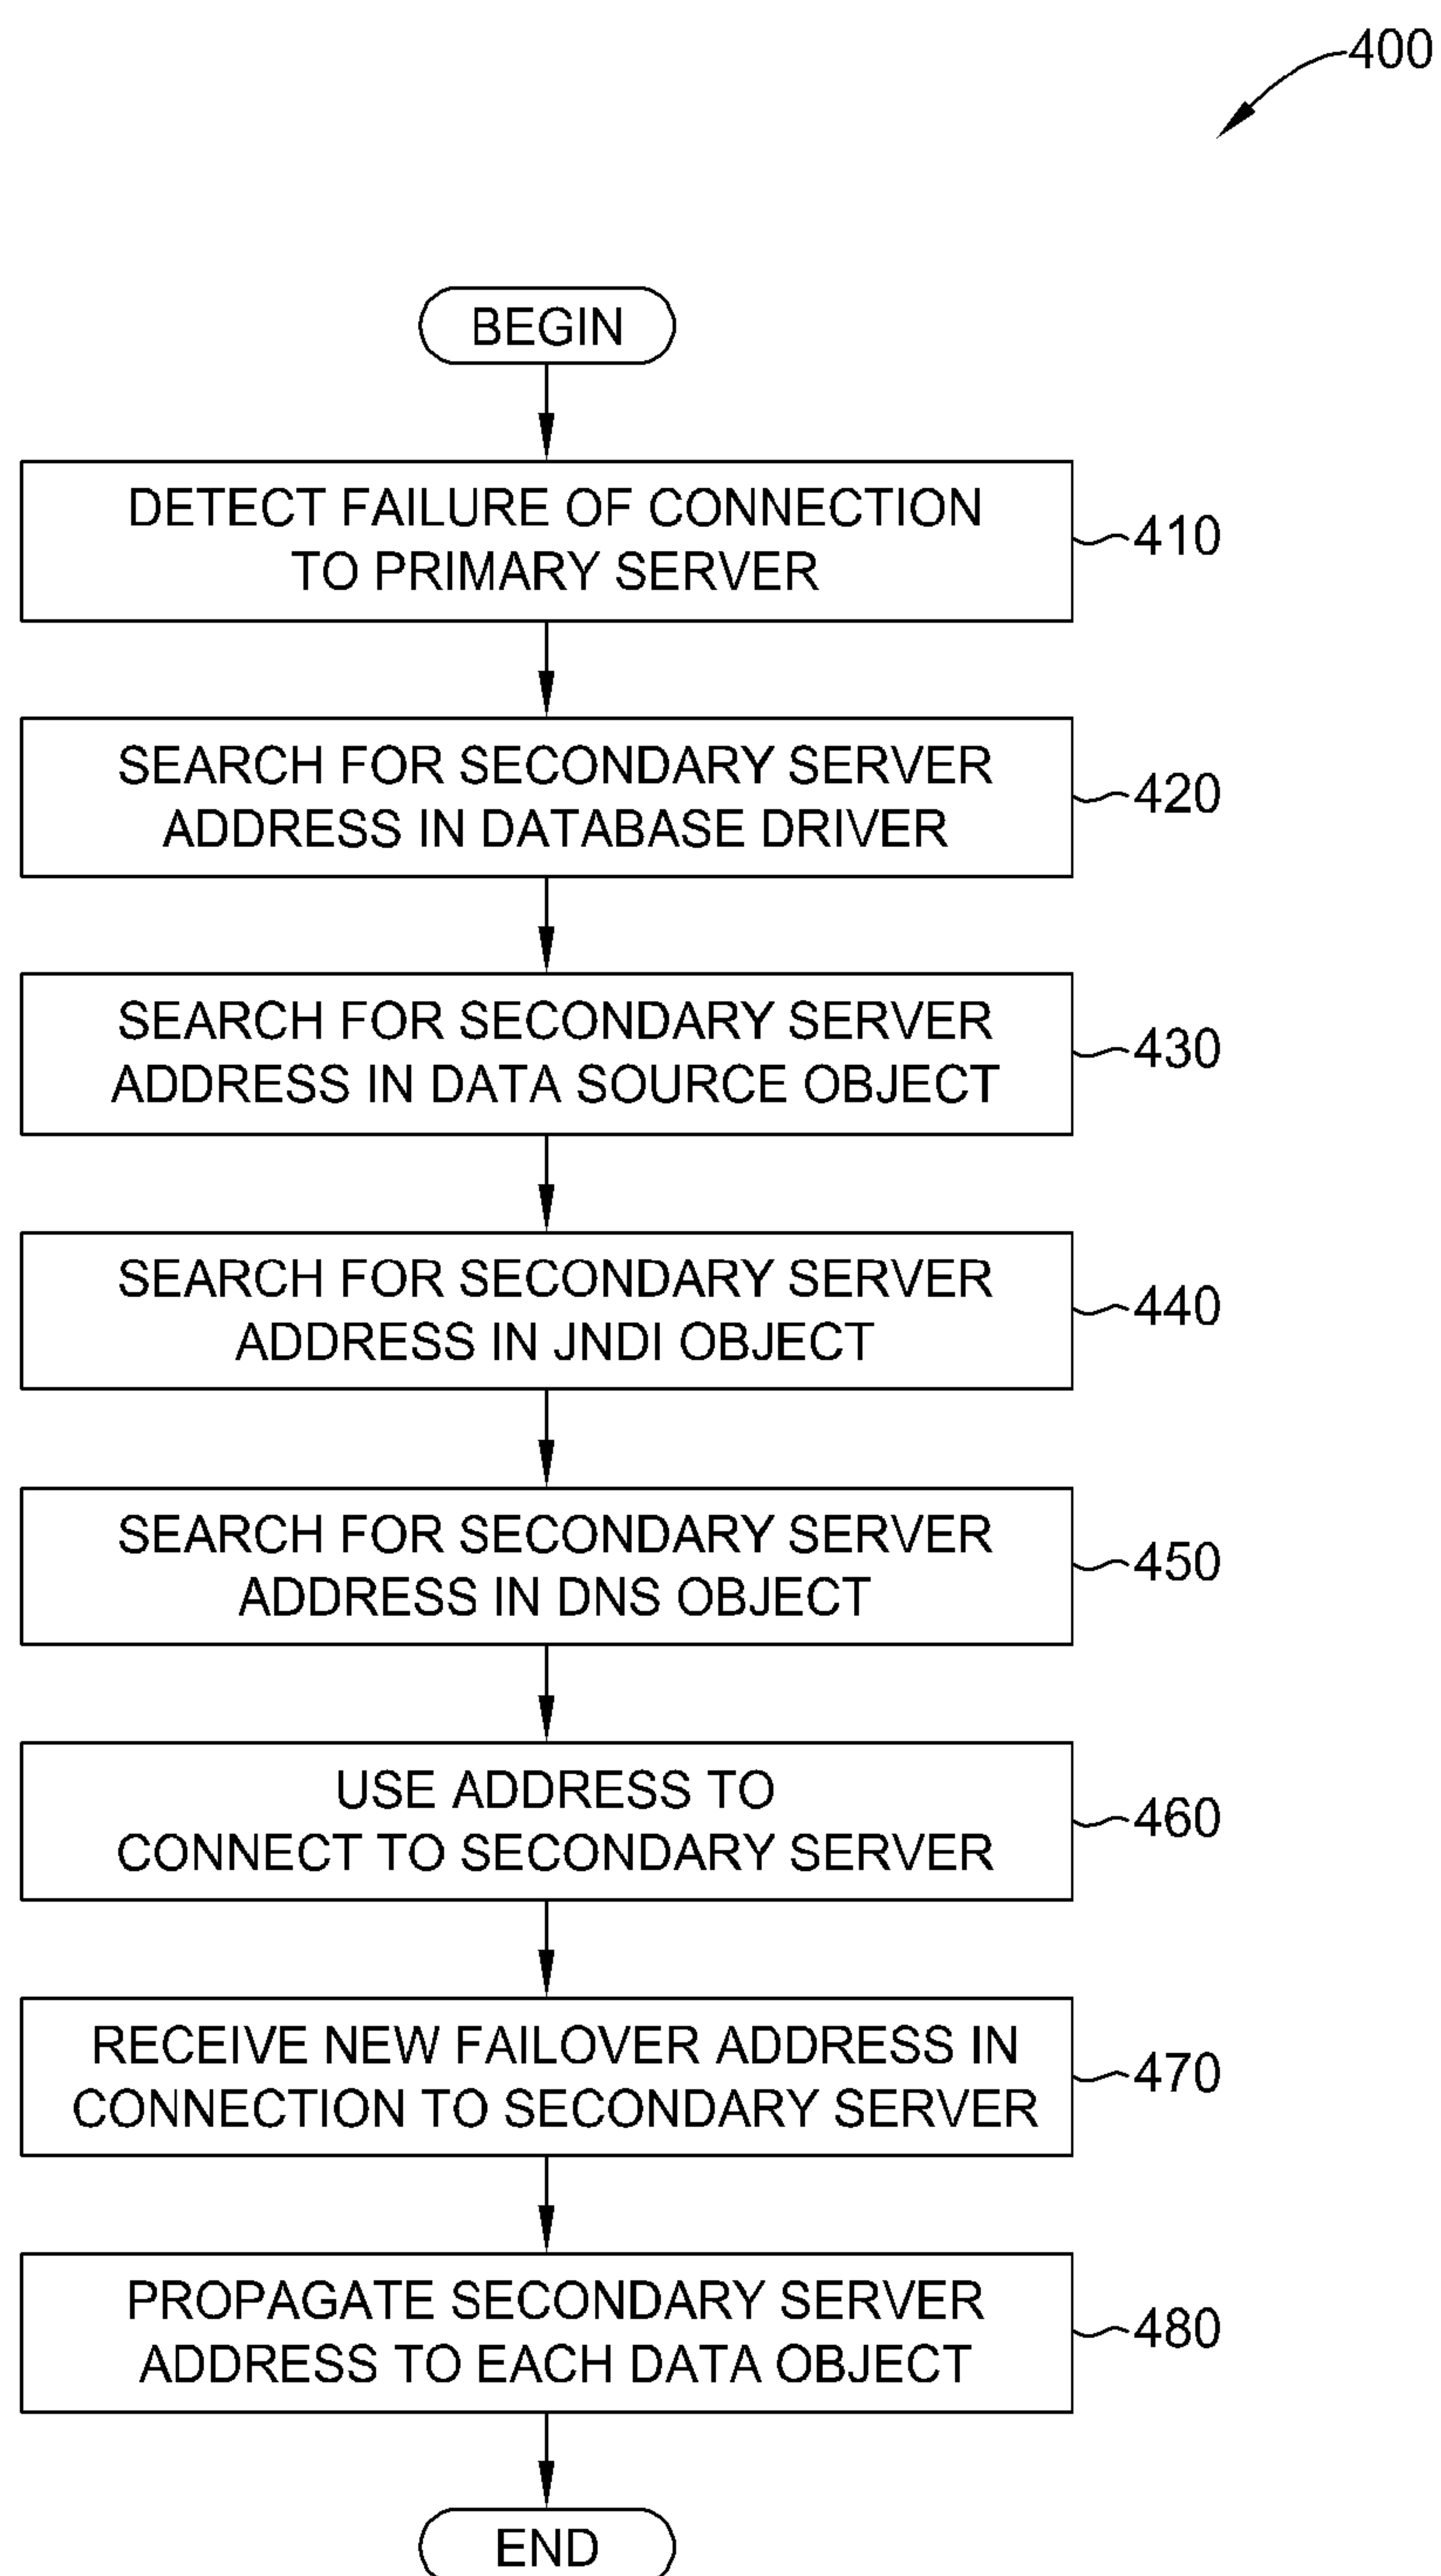 400
BEGIN
DETECT FAILURE OF CONNECTION
TO PRIMARY SERVER
410
SEARCH FOR SECONDARY SERVER
ADDRESS IN DATABASE DRIVER
420
SEARCH FOR SECONDARY SERVER
ADDRESS IN DATA SOURCE OBJECT
430
SEARCH FOR SECONDARY SERVER
ADDRESS IN JNDI OBJECT
440
SEARCH FOR SECONDARY SERVER
ADDRESS IN DNS OBJECT
450
USE ADDRESS TO
CONNECT TO SECONDARY SERVER
460
RECEIVE NEW FAILOVER ADDRESS IN
CONNECTION TO SECONDARY SERVER
470
PROPAGATE SECONDARY SERVER
ADDRESS TO EACH DATA OBJECT
480
END